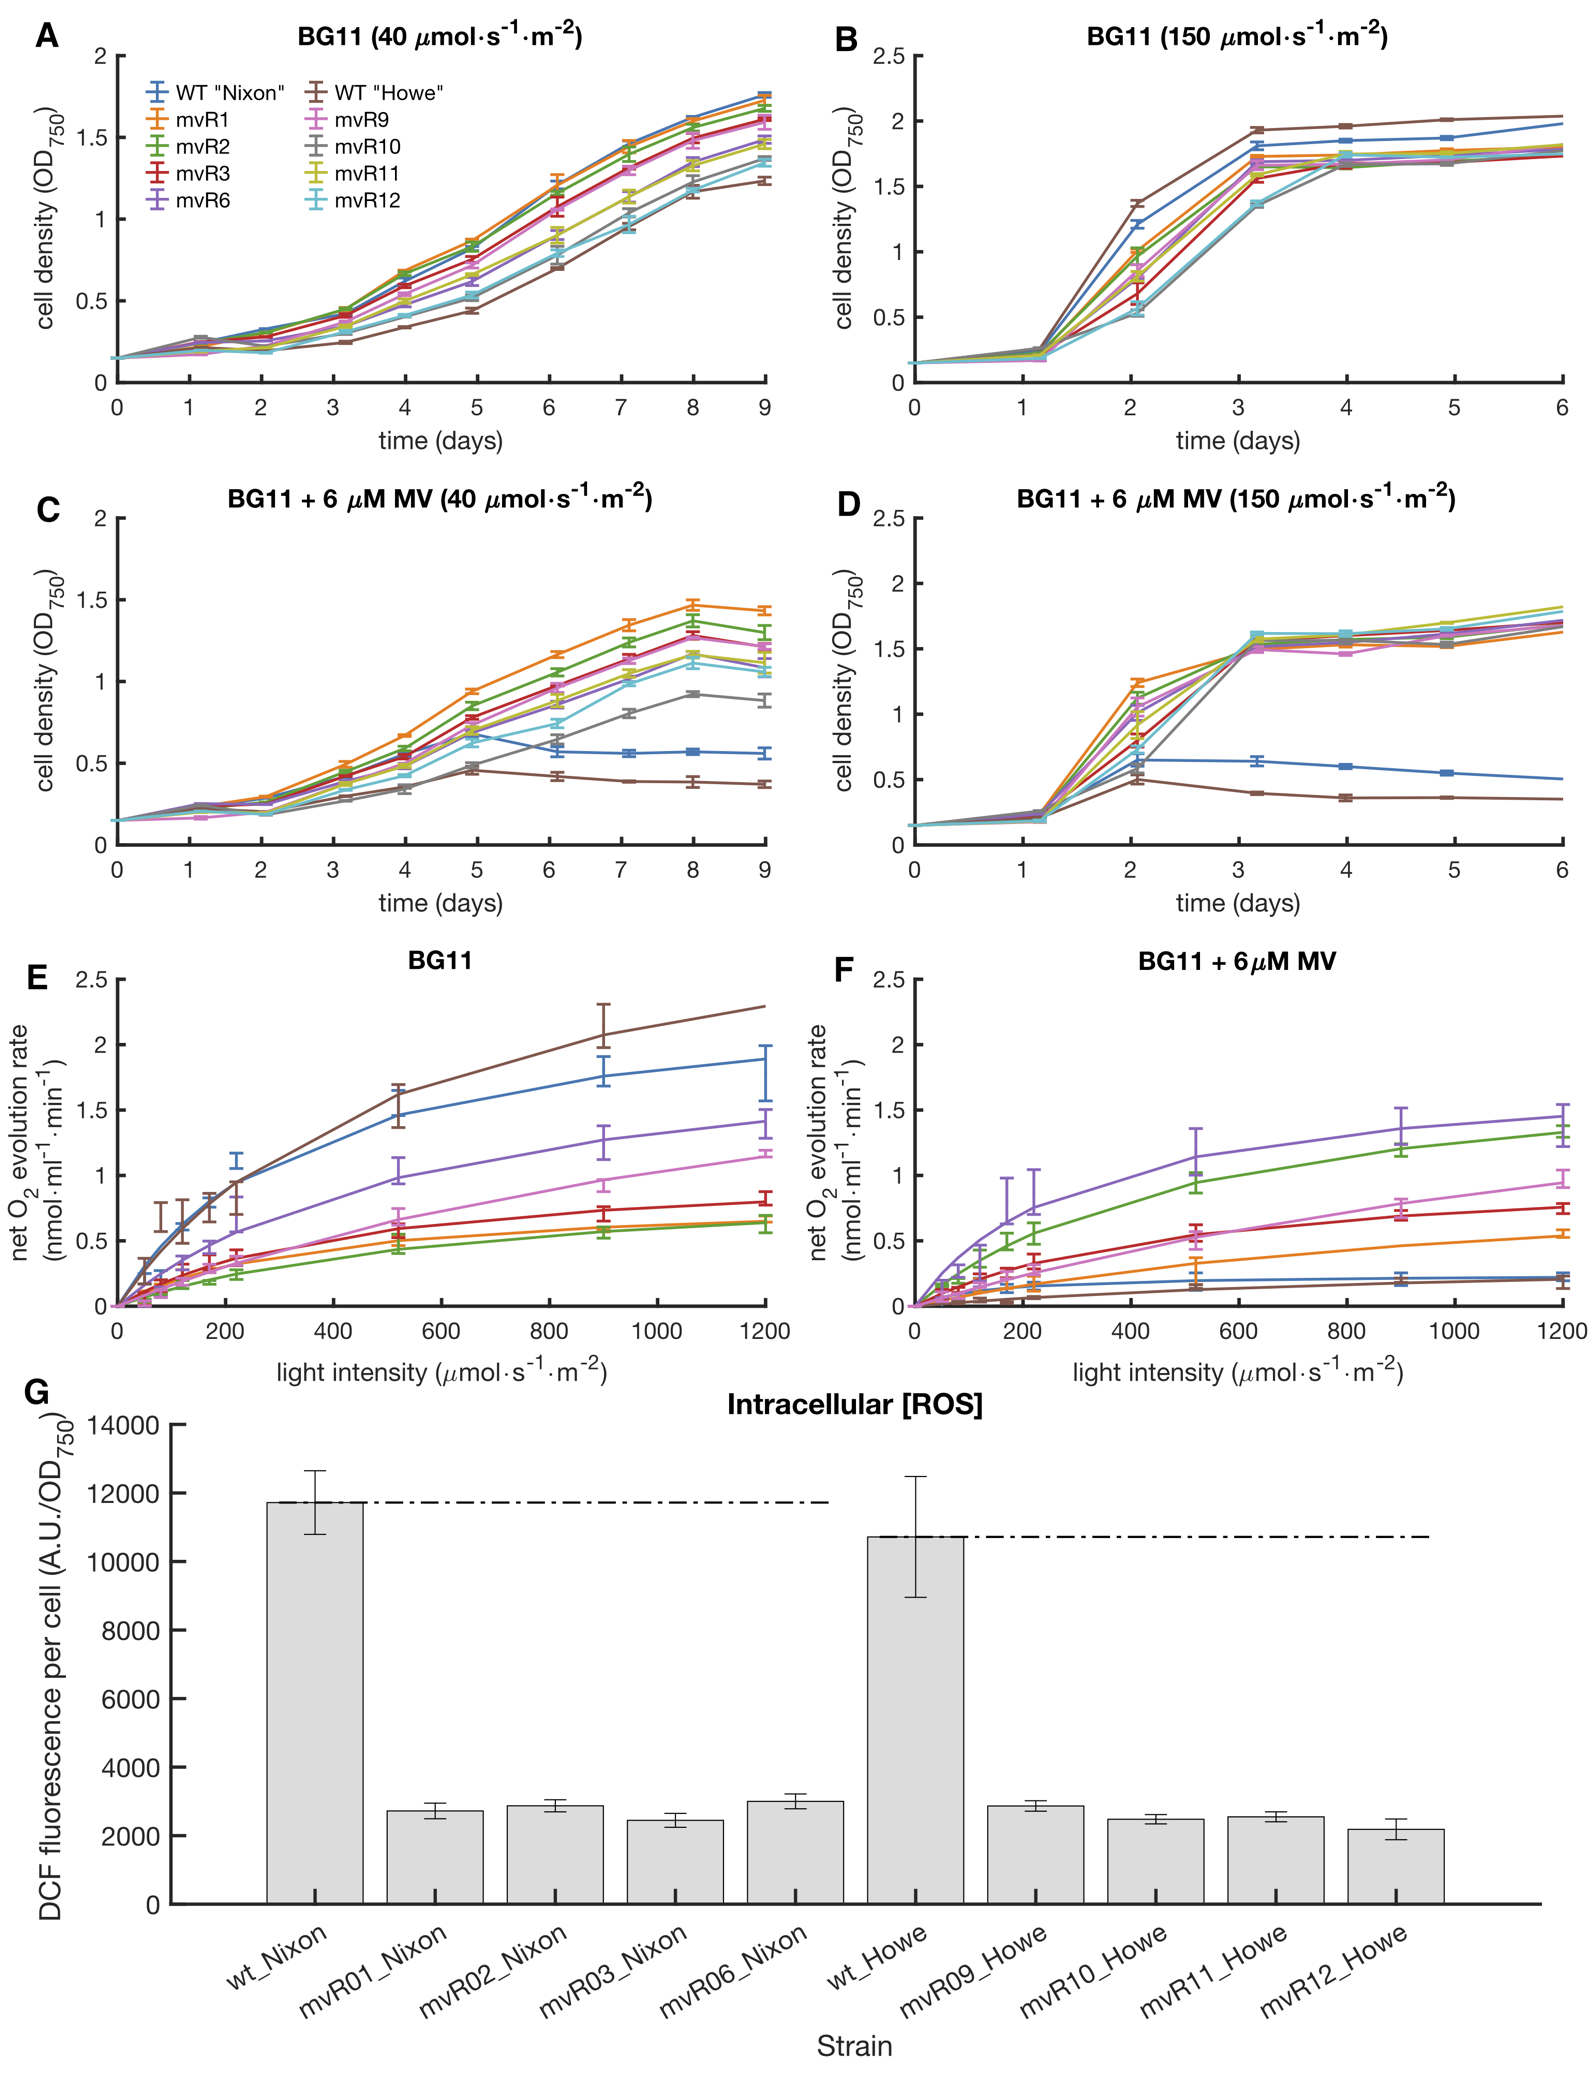 A
BG11 (40 μmol·s-1·m-2)
cell density (OD750)
2
1.5
1
0.5
0
WT "Nixon"
mvR1
mvR2
mvR3
mvR6
WT "Howe"
mvR9
mvR10
mvR11
mvR12
0 1 2 3 4 5 6 7 8 9
time (days)
B
BG11 (150 μmol·s-1·m-2)
cell density (OD750)
2.5
2
1.5
1
0.5
0
0 1 2 3 4 5 6
time (days)
C
BG11 + 6 μM MV (40 μmol·s-1·m-2)
cell density (OD750)
2
1.5
1
0.5
0
0 1 2 3 4 5 6 7 8 9
time (days)
D
BG11 + 6 μM MV (150 μmol·s-1·m-2)
cell density (OD750)
2.5
2
1.5
1
0.5
0
0 1 2 3 4 5 6
time (days)
E
BG11
net O2 evolution rate
(nmol·ml-1·min-1)
2.5
2
1.5
1
0.5
0
0 200 400 600 800 1000 1200
light intensity (μmol·s-1·m-2)
F
BG11 + 6μM MV
net O2 evolution rate
(nmol·ml-1·min-1)
2.5
2
1.5
1
0.5
0
0 200 400 600 800 1000 1200
light intensity (μmol·s-1·m-2)
G
Intracellular [ROS]
DCF fluorescence per cell (A.U./OD750)
14000
12000
10000
8000
6000
4000
2000
0
wt_Nixon
mvR01_Nixon
mvR02_Nixon
mvR03_Nixon
mvR06_Nixon
wt_Howe
mvR09_Howe
mvR10_Howe
mvR11_Howe
mvR12_Howe
Strain